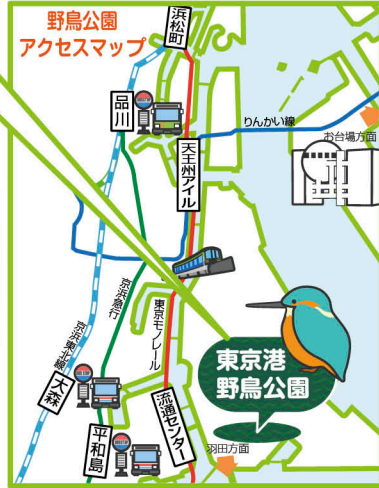 野鳥公園
アクセスマップ
浜松町
品川
りんかい線
お台場方面
天王州アイル
京浜急行
東京モノレール
京浜東北線
大森
平和島
流通センター
東京港
野鳥公園
羽田方面